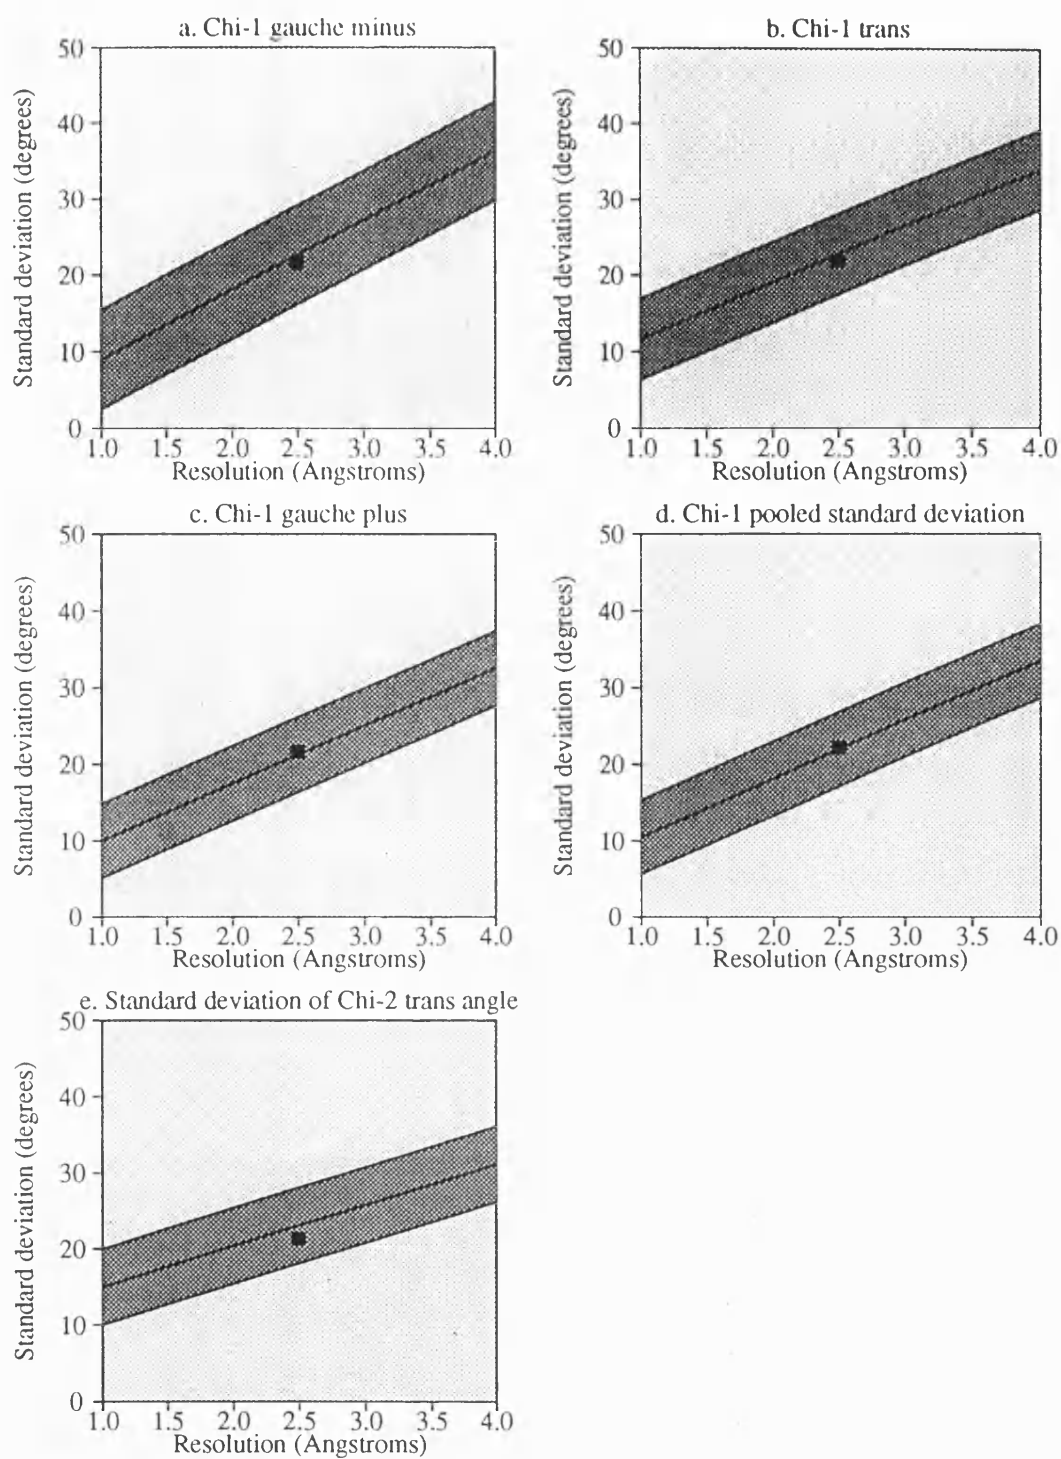 a. Chi-1 gauche minus
50
40
30
20
10
0
Standard deviation (degrees)
1.0 1.5 2.0 2.5 3.0 3.5 4.0
Resolution (Angstroms)
b. Chi-1 trans
50
40
30
20
10
0
Standard deviation (degrees)
1.0 1.5 2.0 2.5 3.0 3.5 4.0
Resolution (Angstroms)
c. Chi-1 gauche plus
50
40
30
20
10
0
Standard deviation (degrees)
1.0 1.5 2.0 2.5 3.0 3.5 4.0
Resolution (Angstroms)
d. Chi-1 pooled standard deviation
50
40
30
20
10
0
Standard deviation (degrees)
1.0 1.5 2.0 2.5 3.0 3.5 4.0
Resolution (Angstroms)
e. Standard deviation of Chi-2 trans angle
50
40
30
20
10
0
Standard deviation (degrees)
1.0 1.5 2.0 2.5 3.0 3.5 4.0
Resolution (Angstroms)